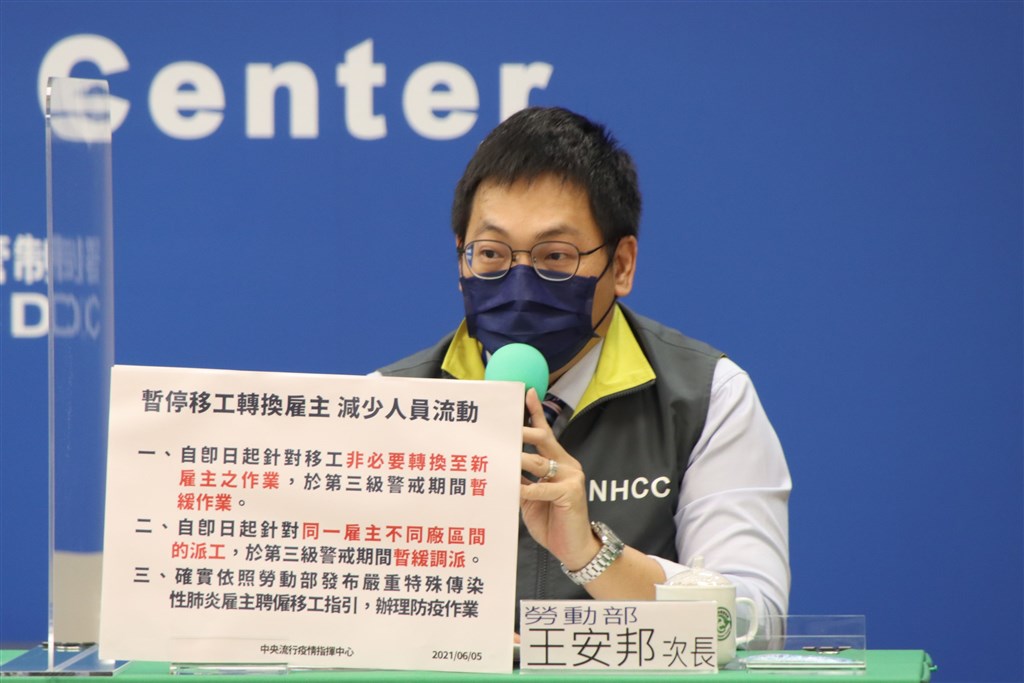 Center
管制署
DC
暫停移工轉換雇主 減少人員流動
一、自即日起針對移工非必要轉換至新
雇主之作業，於第三級警戒期間暫
緩作業。
二、自即日起針對同一雇主不同廠區間
的派工，於第三級警戒期間暫緩調派。
三、確實依照勞動部發布嚴重特殊傳染
性肺炎雇主聘僱移工指引，辦理防疫作業
中央流行疫情指揮中心 2021/06/05
NHCC
勞動部
王安邦次長